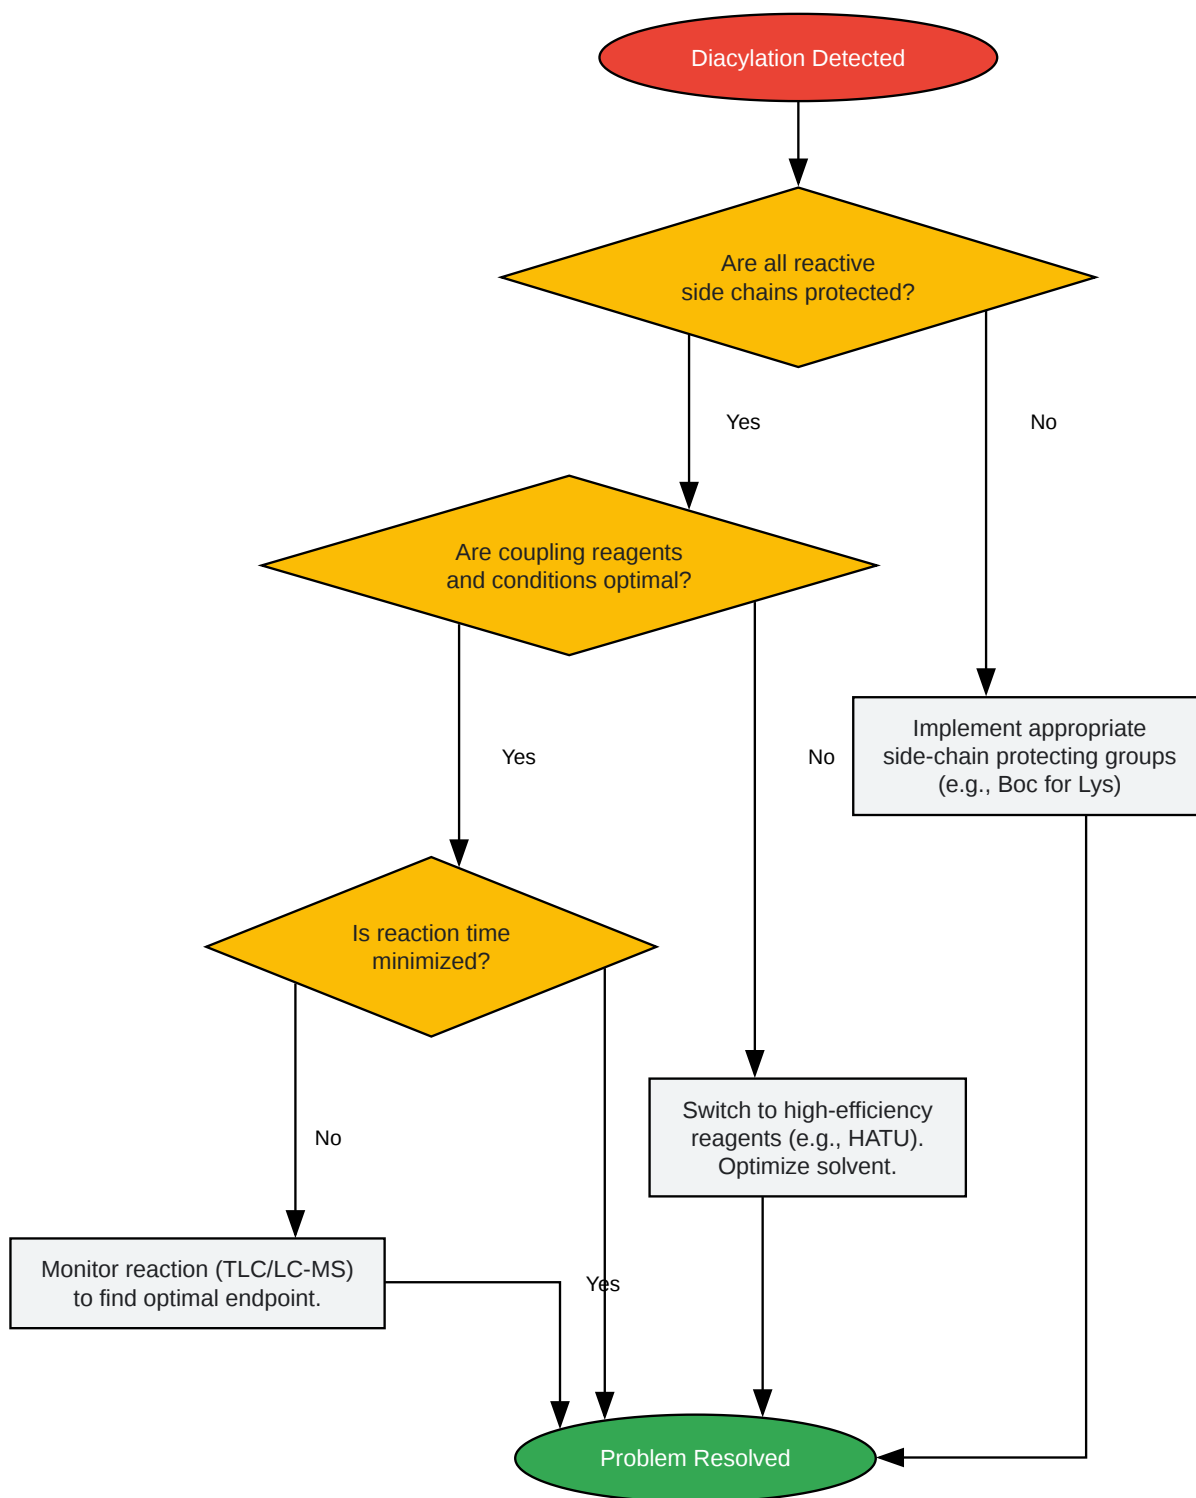 Diacylation Detected
Are all reactive
side chains protected?
Yes
No
Are coupling reagents
and conditions optimal?
Implement appropriate
side-chain protecting groups
(e.g., Boc for Lys)
Yes
No
Is reaction time
minimized?
Switch to high-efficiency
reagents (e.g., HATU).
Optimize solvent.
No
Monitor reaction (TLC/LC-MS)
to find optimal endpoint.
Yes
Problem Resolved